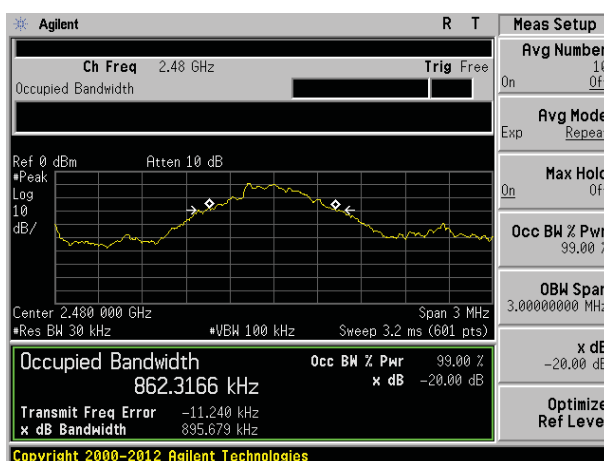 Agilent R T
Ch Freq 2.48 GHz Trig Free
Occupied Bandwidth
Ref 0 dBm Atten 10 dB
#Peak
Log
10
dB/
Center 2.480 000 GHz Span 3 MHz
#Res BW 30 kHz #VBW 100 kHz Sweep 3.2 ms (601 pts)
Occupied Bandwidth Occ BW % Pwr 99.00 %
862.3166 kHz x dB -20.00 dB
Transmit Freq Error -11.240 kHz
x dB Bandwidth 895.679 kHz
Copyright 2000-2012 Agilent Technologies
Meas Setup
Avg Number
10
On Off
Avg Mode
Exp Repeat
Max Hold
On Off
Occ BW % Pwr
99.00 %
OBW Span
3.00000000 MHz
x dB
-20.00 dB
Optimize
Ref Level